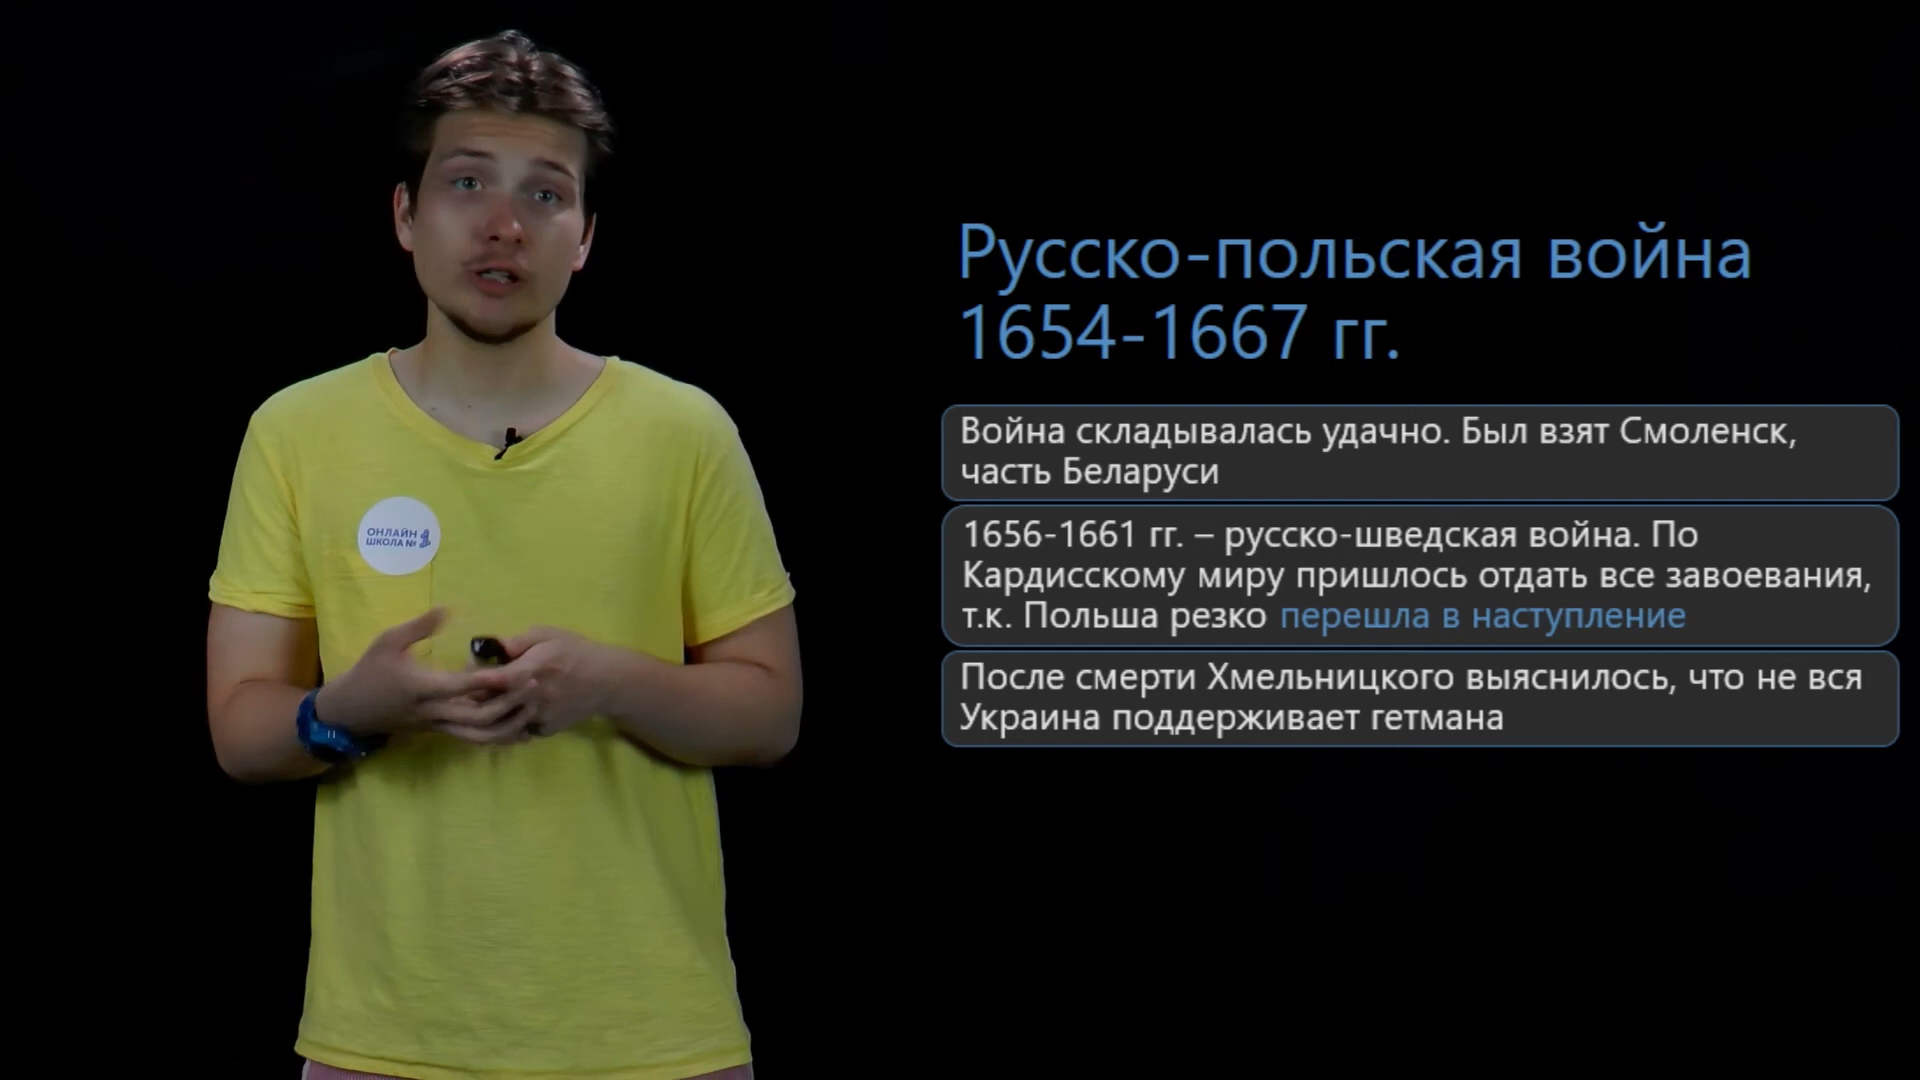 ОНЛАЙН
ШКОЛА № 1
Русско-польская война
1654-1667 гг.
Война складывалась удачно. Был взят Смоленск,
часть Беларуси
1656-1661 гг. – русско-шведская война. По
Кардисскому миру пришлось отдать все завоевания,
т.к. Польша резко перешла в наступление
После смерти Хмельницкого выяснилось, что не вся
Украина поддерживает гетмана